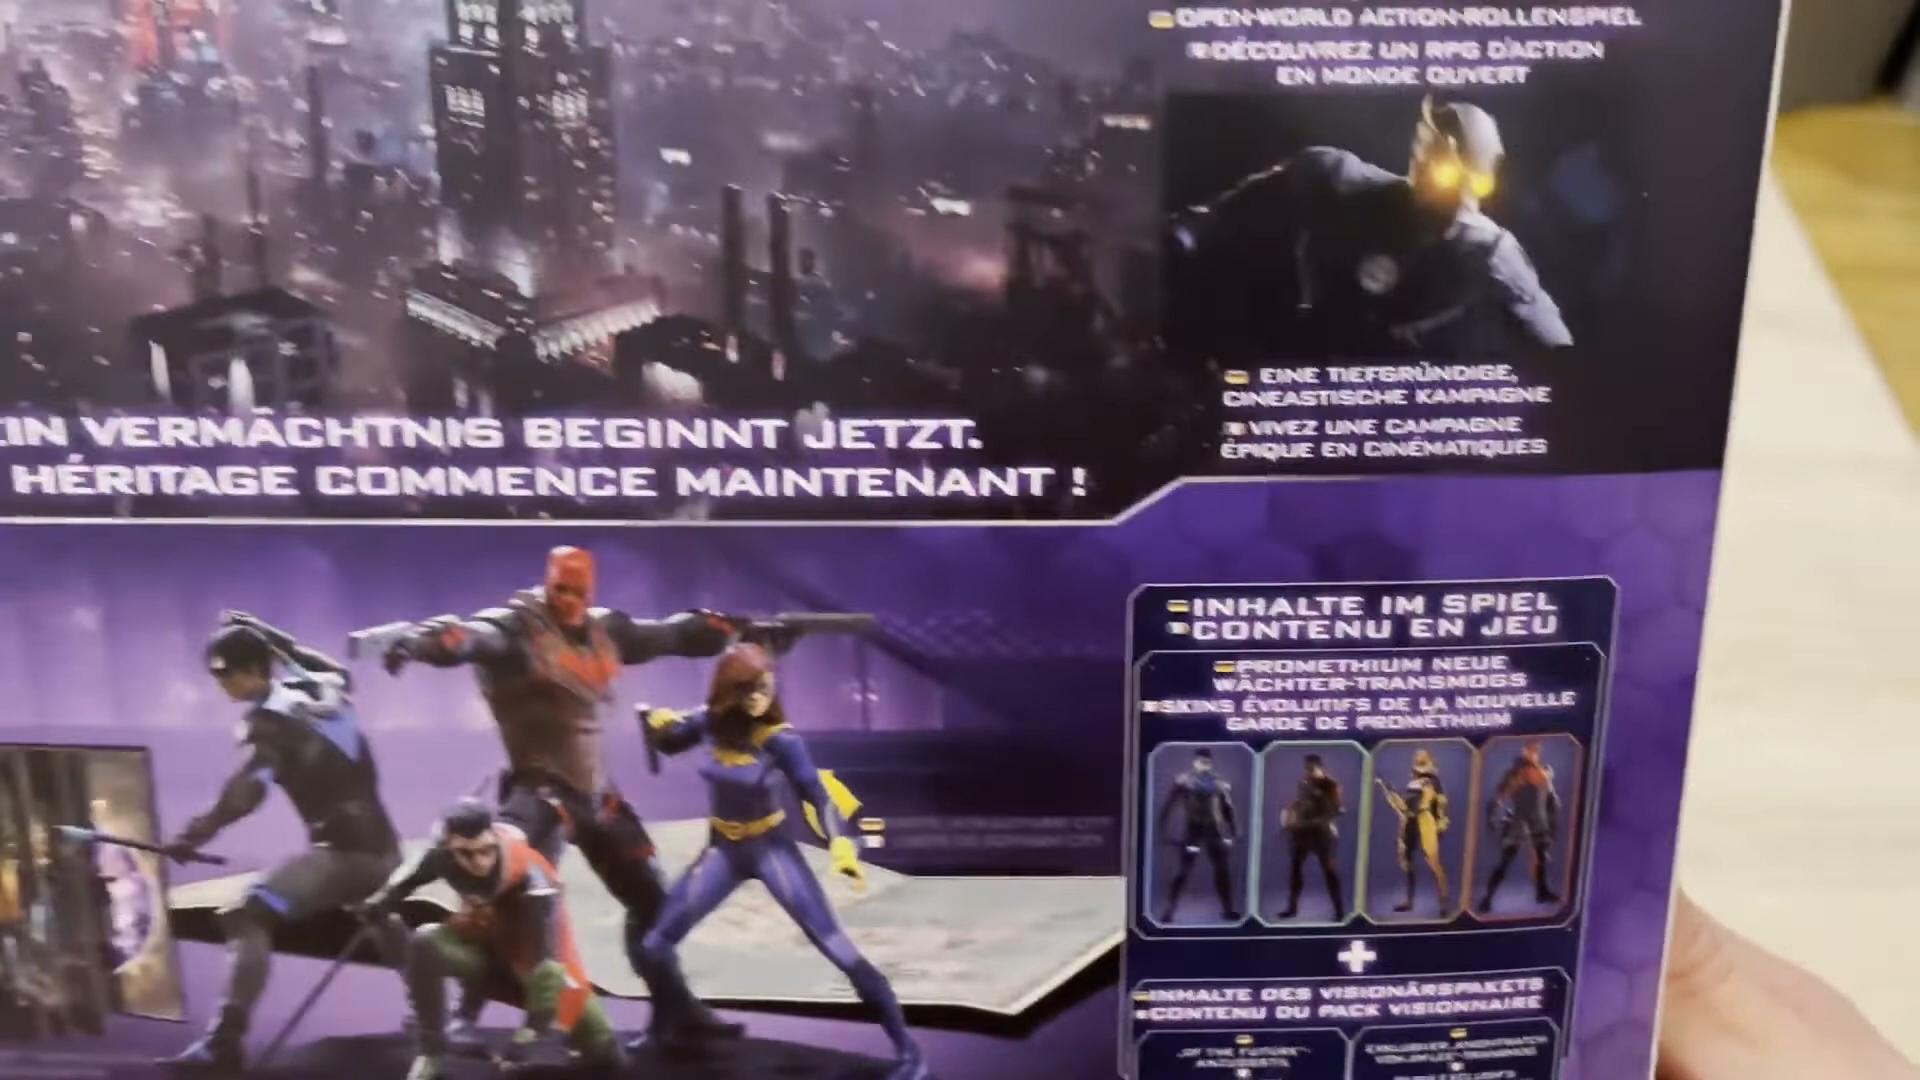 OPEN-WORLD ACTION-ROLLENSPIEL
DÉCOUVREZ UN RPG D'ACTION
EN MONDE OUVERT
EINE TIEFGRÜNDIGE,
CINEASTISCHE KAMPAGNE
VIVEZ UNE CAMPAGNE
ÉPIQUE EN CINÉMATIQUES
EIN VERMÄCHTNIS BEGINNT JETZT.
HÉRITAGE COMMENCE MAINTENANT !
INHALTE IM SPIEL
CONTENU EN JEU
PROMETHIUM NEUE
WÄCHTER-TRANSMOGS
SKINS ÉVOLUTIFS DE LA NOUVELLE
GARDE DE PROMÉTHIUM
+
INHALTE DES VISIONÄRSPAKETS
CONTENU DU PACK VISIONNAIRE